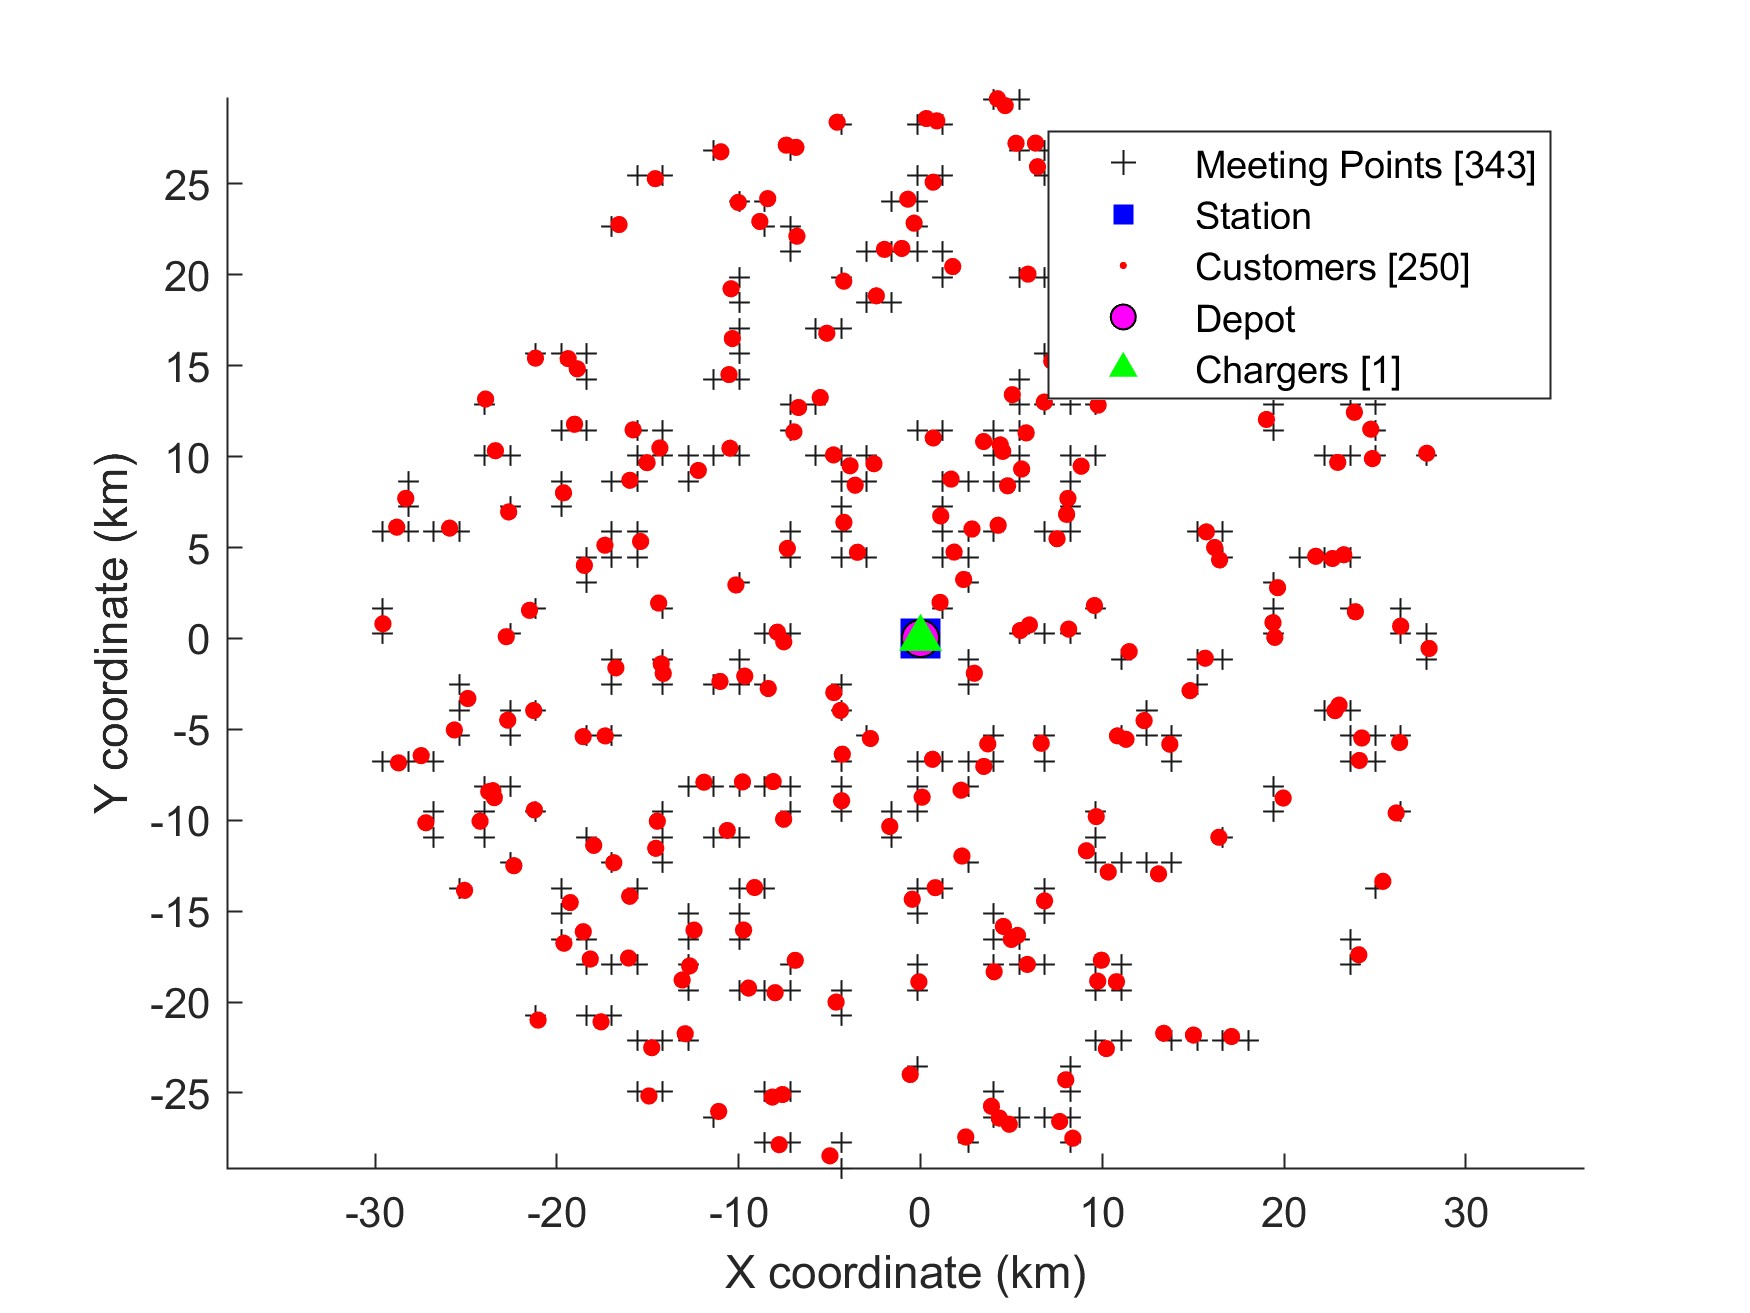 Meeting Points [343]
Station
Customers [250]
Depot
Chargers [1]
25
20
15
10
5
0
-5
-10
-15
-20
-25
Y coordinate (km)
-30 -20 -10 0 10 20 30
X coordinate (km)